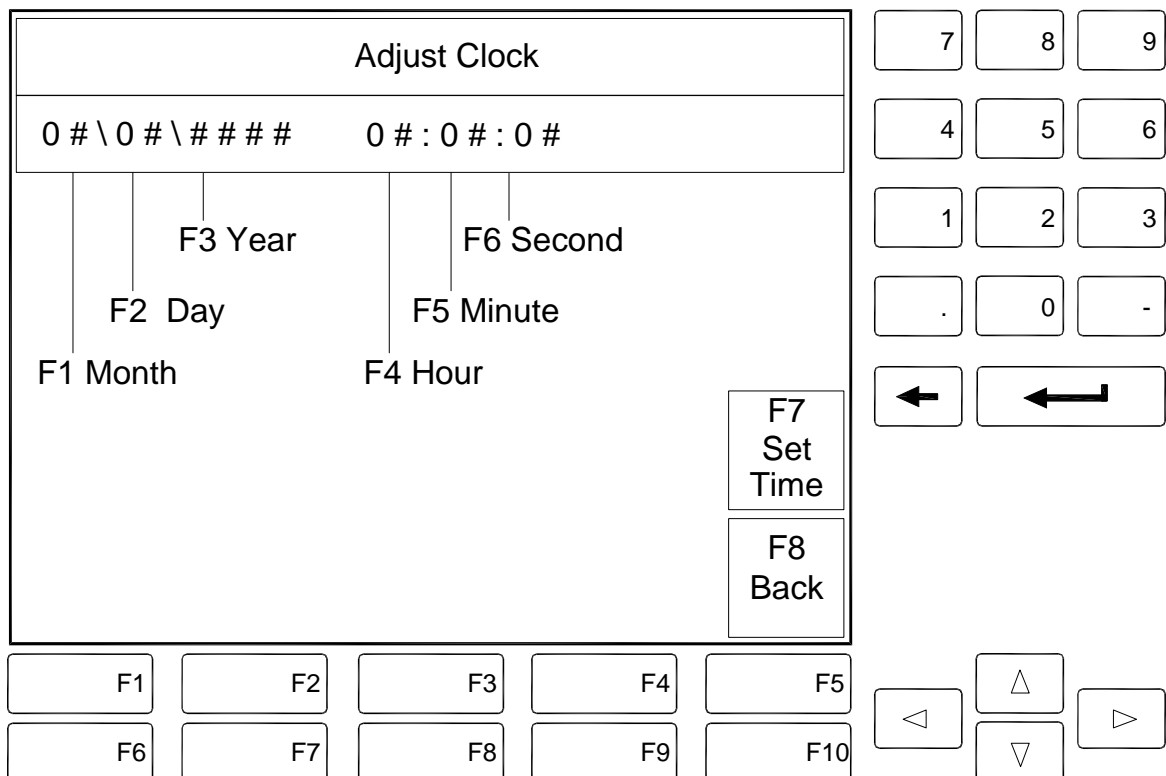 Adjust Clock
0 # \ 0 # \ # # # # 0 # : 0 # : 0 #
F3 Year F6 Second
F2 Day F5 Minute
F1 Month F4 Hour
F7
Set
Time
F8
Back
7 8 9
4 5 6
1 2 3
. 0 -
F1 F2 F3 F4 F5
F6 F7 F8 F9 F10